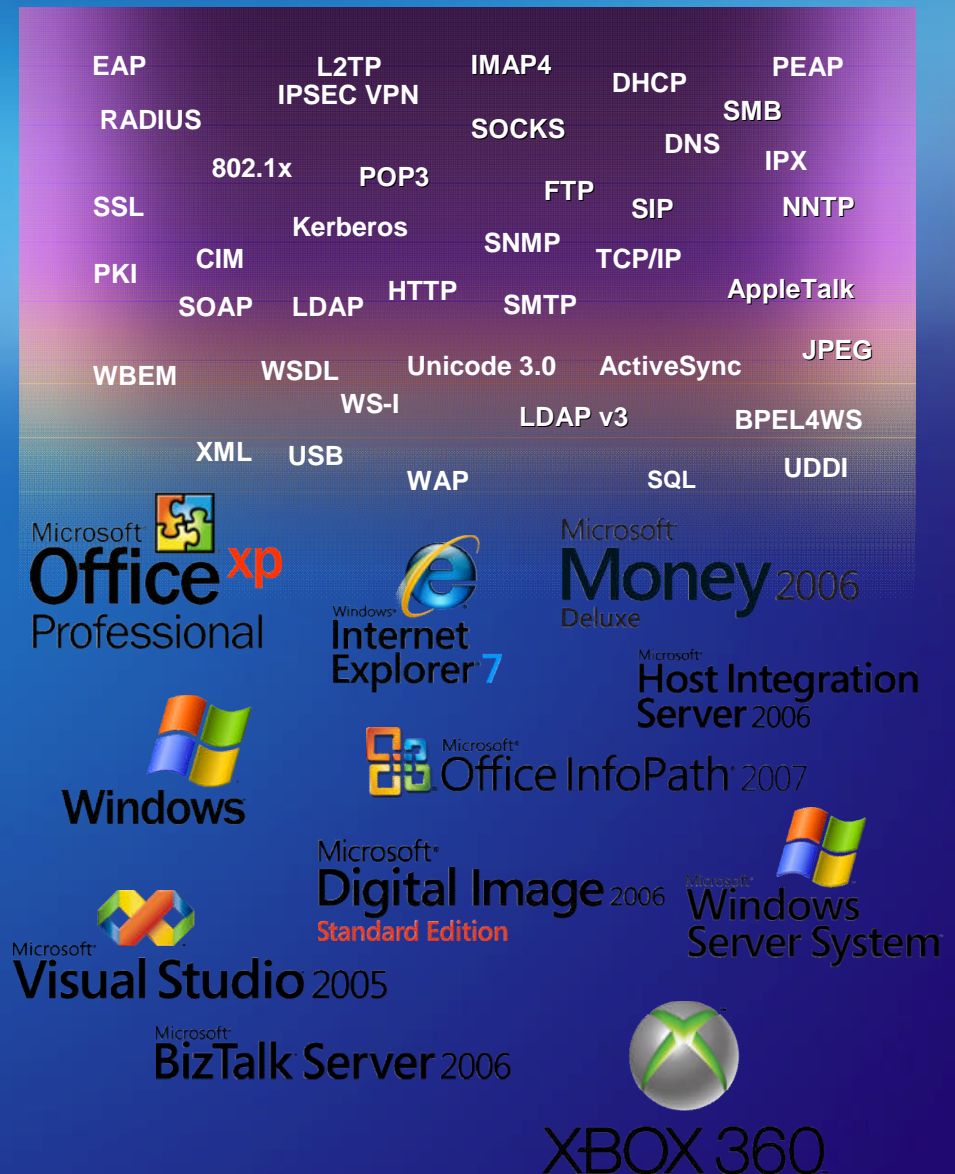 EAP
L2TP
IPSEC VPN
IMAP4
DHCP
PEAP
RADIUS
SOCKS
SMB
DNS
802.1x
POP3
FTP
IPX
SSL
Kerberos
SIP
NNTP
PKI
CIM
SNMP
TCP/IP
SOAP
LDAP
HTTP
SMTP
AppleTalk
WBEM
WSDL
Unicode 3.0
ActiveSync
JPEG
WS-I
LDAP v3
BPEL4WS
XML
USB
WAP
SQL
UDDI
Microsoft®
Office xp
Professional
Windows®
Internet
Explorer 7
Microsoft®
Money 2006
Deluxe
Microsoft®
Host Integration
Server 2006
Windows®
Microsoft®
Office InfoPath® 2007
Microsoft®
Digital Image 2006
Standard Edition
Microsoft®
Windows
Server System™
Microsoft®
Visual Studio® 2005
Microsoft®
BizTalk® Server 2006
XBOX 360